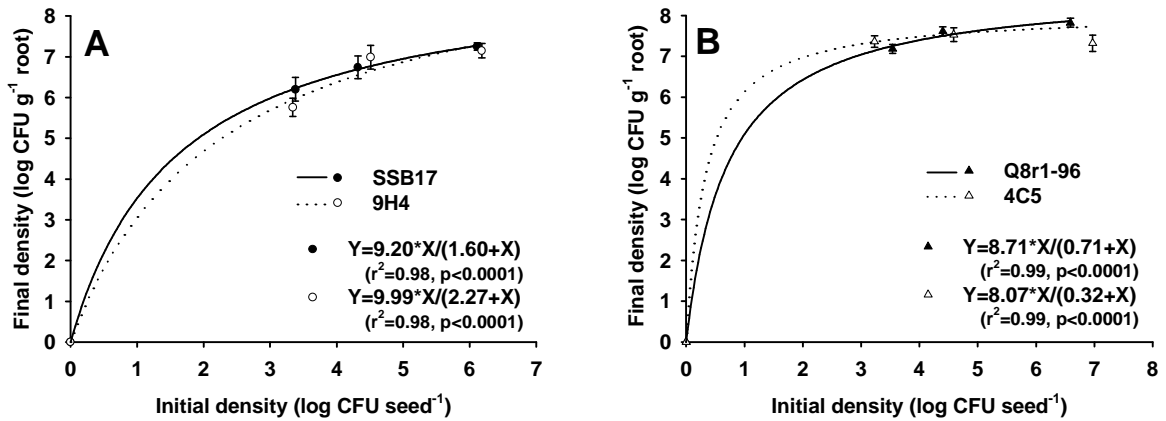 A
Final density (log CFU g⁻¹ root)
8
7
6
5
4
3
2
1
0
SSB17
9H4
Y=9.20*X/(1.60+X)
(r²=0.98, p<0.0001)
Y=9.99*X/(2.27+X)
(r²=0.98, p<0.0001)
0 1 2 3 4 5 6 7
Initial density (log CFU seed⁻¹)
B
Final density (log CFU g⁻¹ root)
8
7
6
5
4
3
2
1
0
Q8r1-96
4C5
Y=8.71*X/(0.71+X)
(r²=0.99, p<0.0001)
Y=8.07*X/(0.32+X)
(r²=0.99, p<0.0001)
0 1 2 3 4 5 6 7 8
Initial density (log CFU seed⁻¹)